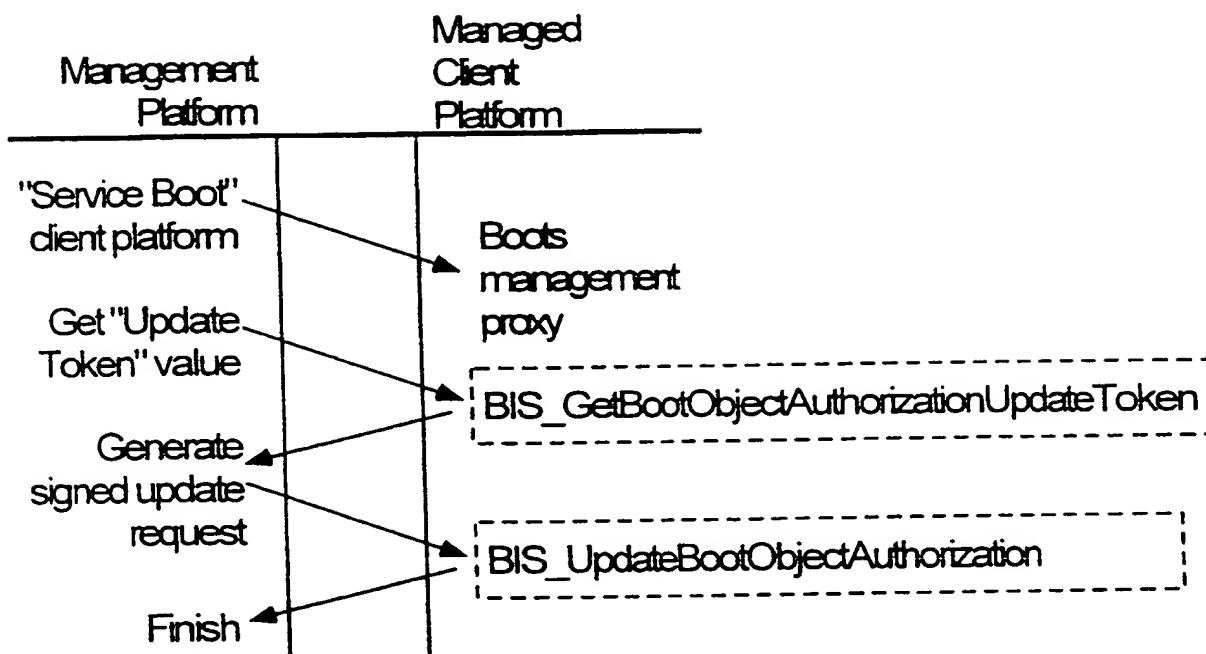 Management
Platform
Managed
Client
Platform
"Service Boot"
client platform
Boots
management
proxy
Get "Update
Token" value
BIS_GetBootObjectAuthorizationUpdateToken
Generate
signed update
request
BIS_UpdateBootObjectAuthorization
Finish